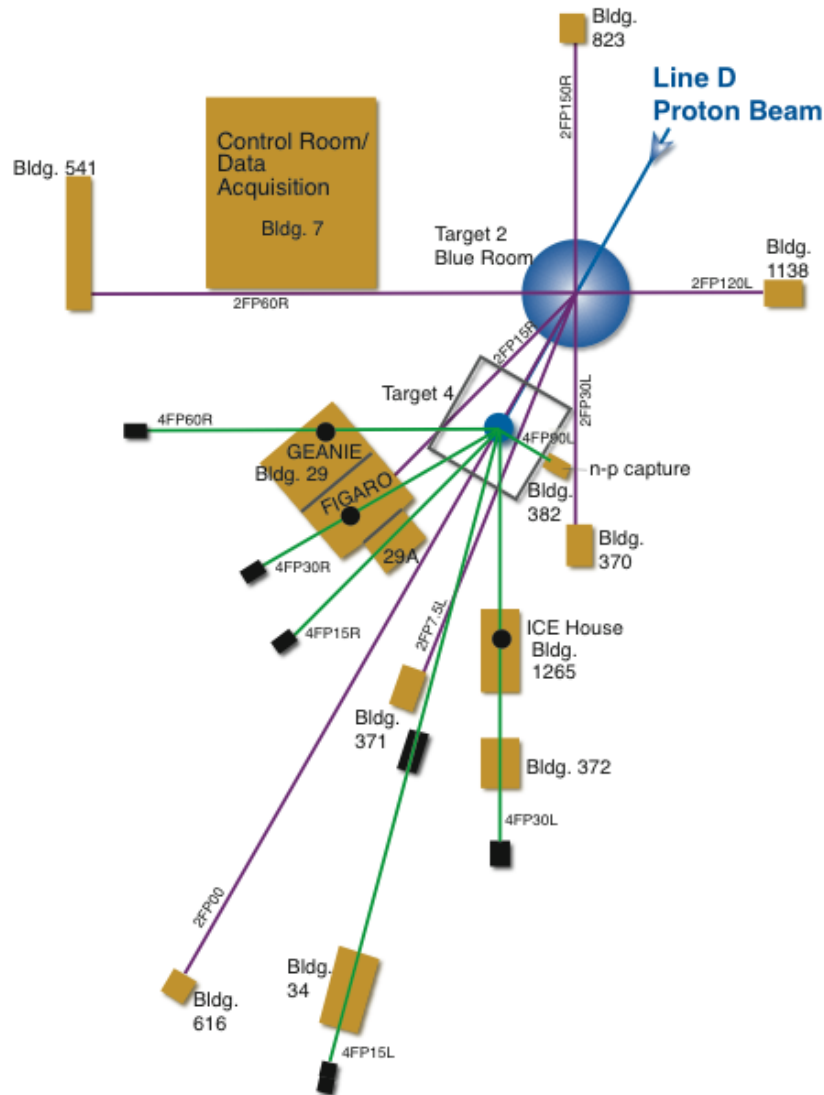 Bldg.
823
Line D
Proton Beam
2FP150R
Control Room/
Data
Acquisition
Bldg. 7
Bldg. 541
Target 2
Blue Room
Bldg.
1138
2FP60R
2FP120L
2FP15R
2FP30L
Target 4
4FP60R
4FP90L
GEANIE
Bldg. 29
n-p capture
FIGARO
Bldg.
382
Bldg.
370
29A
4FP30R
4FP15R
2FP7.5L
ICE House
Bldg.
1265
Bldg.
371
Bldg. 372
4FP30L
2FP00
Bldg.
34
Bldg.
616
4FP15L